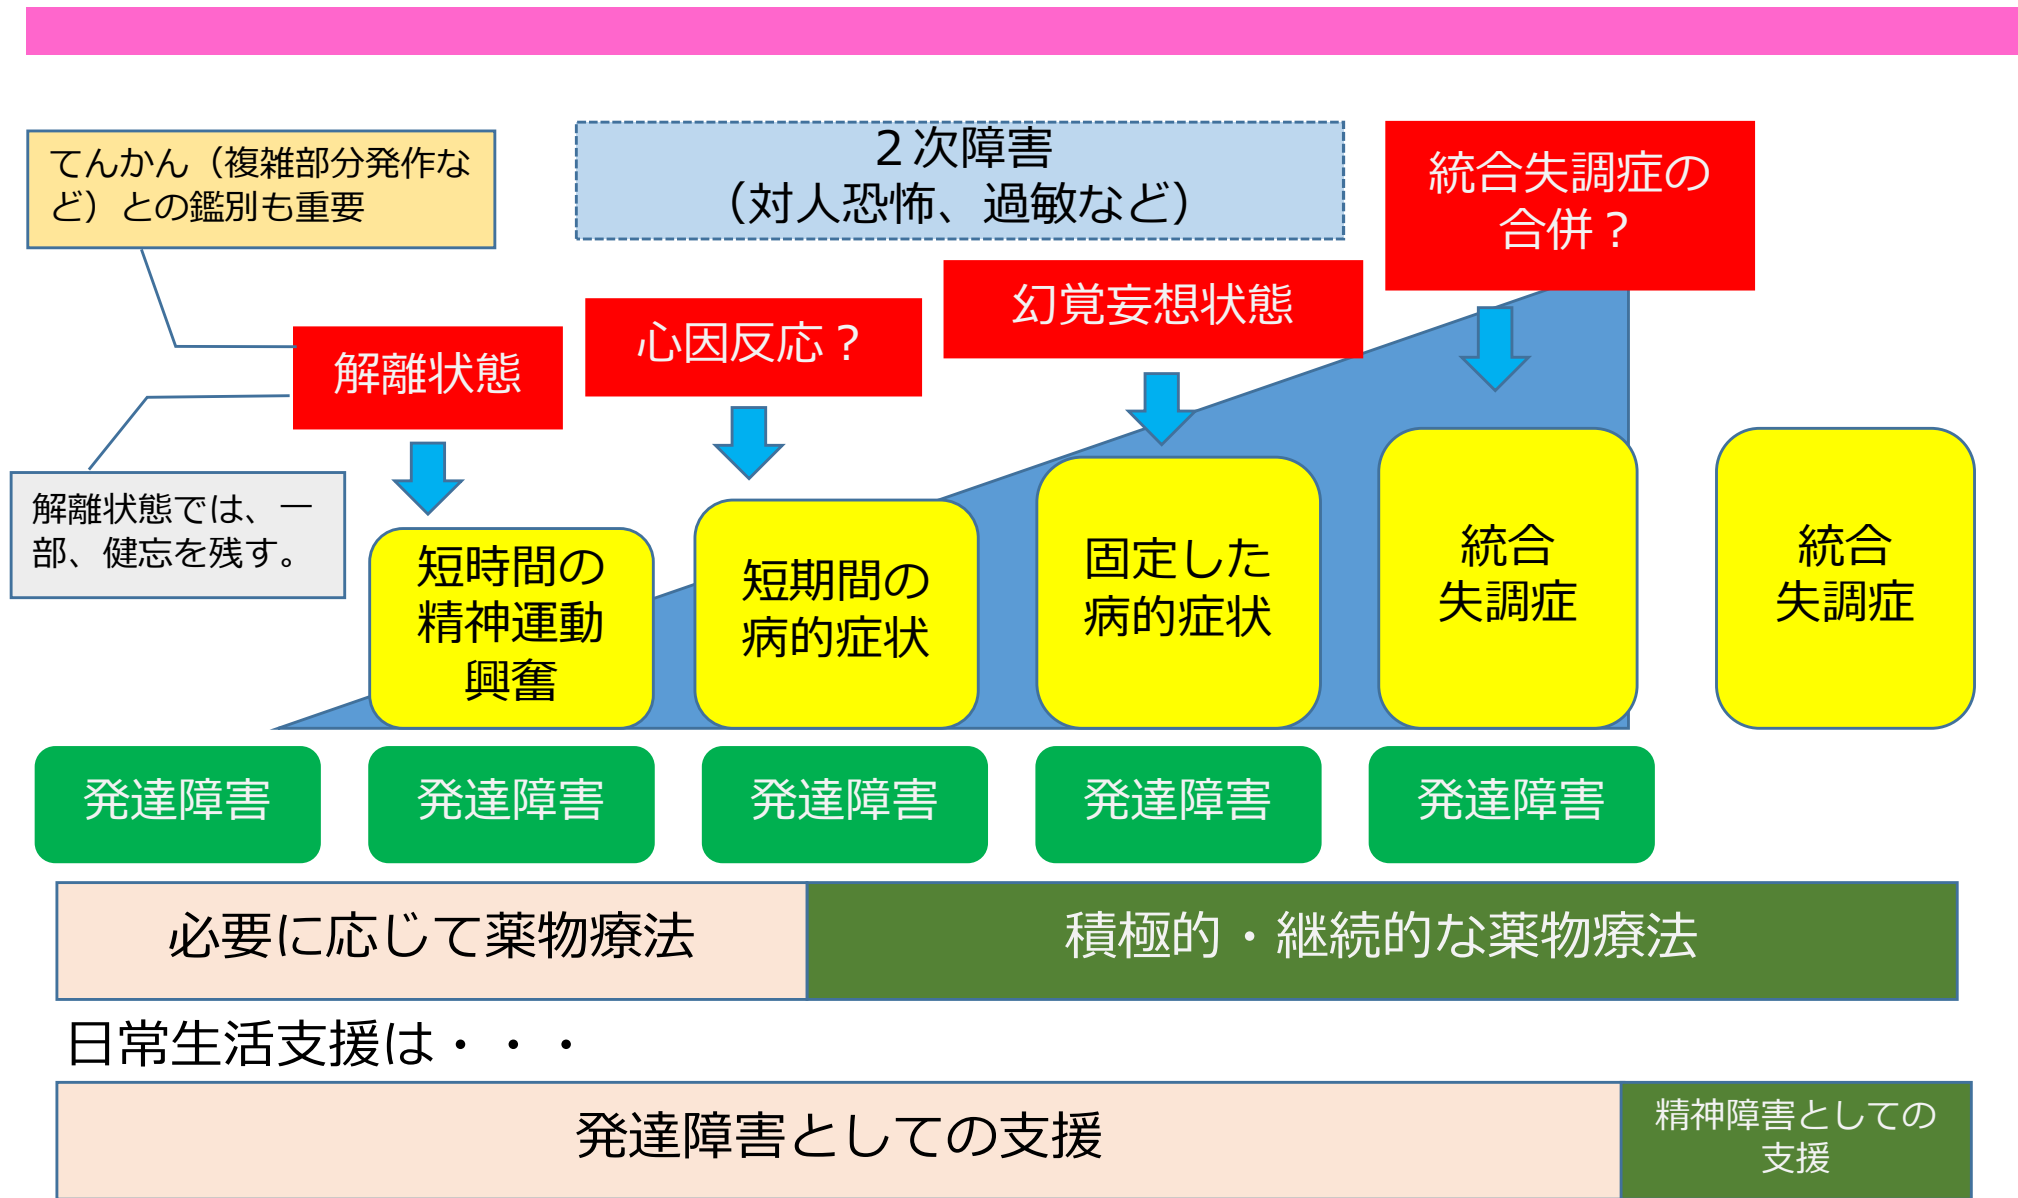 てんかん（複雑部分発作な
ど）との鑑別も重要
２次障害
（対人恐怖、過敏など）
統合失調症の
合併？
幻覚妄想状態
心因反応？
解離状態
解離状態では、一
部、健忘を残す。
短時間の
精神運動
興奮
短期間の
病的症状
固定した
病的症状
統合
失調症
統合
失調症
発達障害
発達障害
発達障害
発達障害
発達障害
必要に応じて薬物療法
積極的・継続的な薬物療法
日常生活支援は・・・
発達障害としての支援
精神障害としての
支援